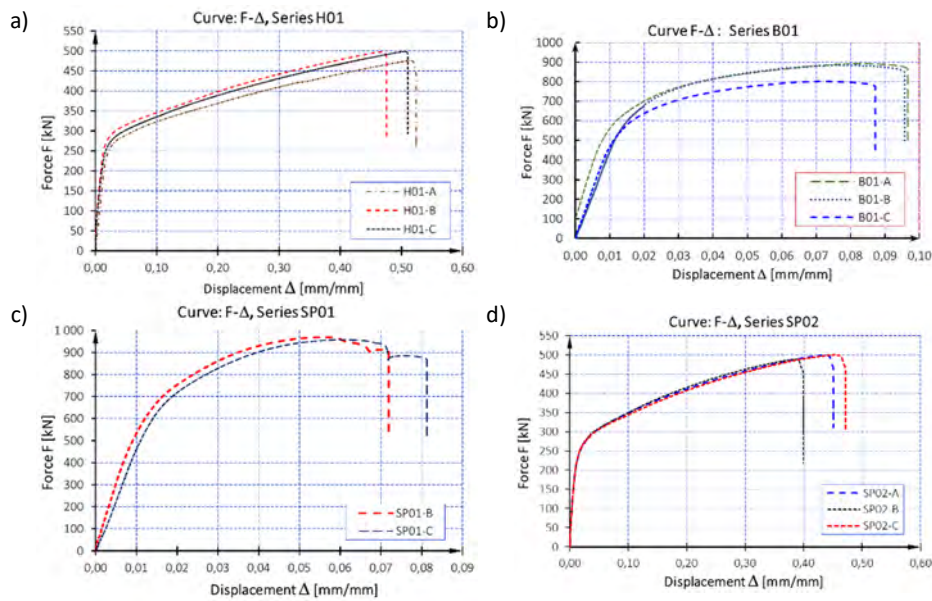 a)
Curve: F-Δ, Series H01
Force F [kN]
550
500
450
400
350
300
250
200
150
100
50
0
H01-A
H01-B
H01-C
0,00 0,10 0,20 0,30 0,40 0,50 0,60
Displacement Δ [mm/mm]
b)
Curve F-Δ : Series B01
Force F [kN]
1000
900
800
700
600
500
400
300
200
100
0
B01-A
B01-B
B01-C
0,00 0,01 0,02 0,03 0,04 0,05 0,06 0,07 0,08 0,09 0,10
Displacement Δ [mm/mm]
c)
Curve: F-Δ, Series SP01
Force F [kN]
1 000
900
800
700
600
500
400
300
200
100
0
SP01-B
SP01-C
0,00 0,01 0,02 0,03 0,04 0,05 0,06 0,07 0,08 0,09
Displacement Δ [mm/mm]
d)
Curve: F-Δ, Series SP02
Force F [kN]
550
500
450
400
350
300
250
200
150
100
50
0
SP02-A
SP02-B
SP02-C
0,00 0,10 0,20 0,30 0,40 0,50 0,60
Displacement Δ [mm/mm]